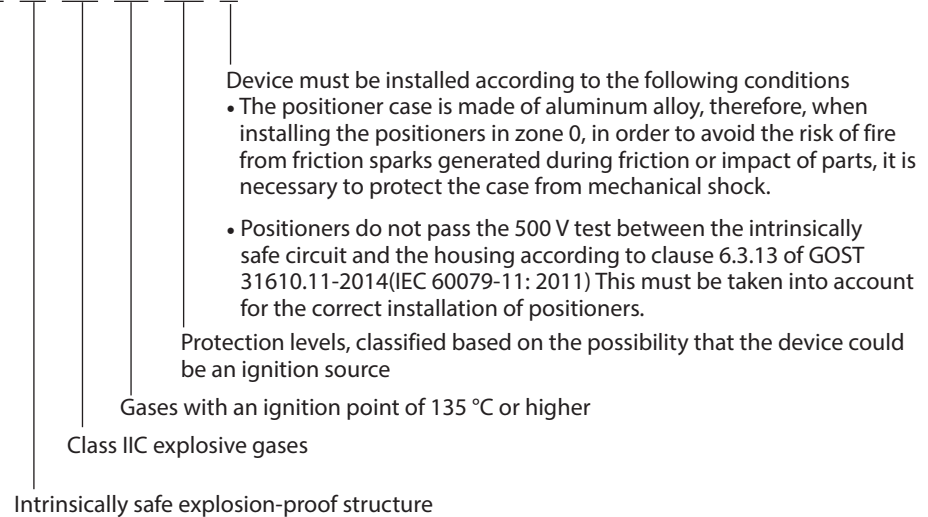 Device must be installed according to the following conditions
• The positioner case is made of aluminum alloy, therefore, when
installing the positioners in zone 0, in order to avoid the risk of fire
from friction sparks generated during friction or impact of parts, it is
necessary to protect the case from mechanical shock.
• Positioners do not pass the 500 V test between the intrinsically
safe circuit and the housing according to clause 6.3.13 of GOST
31610.11-2014(IEC 60079-11: 2011) This must be taken into account
for the correct installation of positioners.
Protection levels, classified based on the possibility that the device could
be an ignition source
Gases with an ignition point of 135 °C or higher
Class IIC explosive gases
Intrinsically safe explosion-proof structure